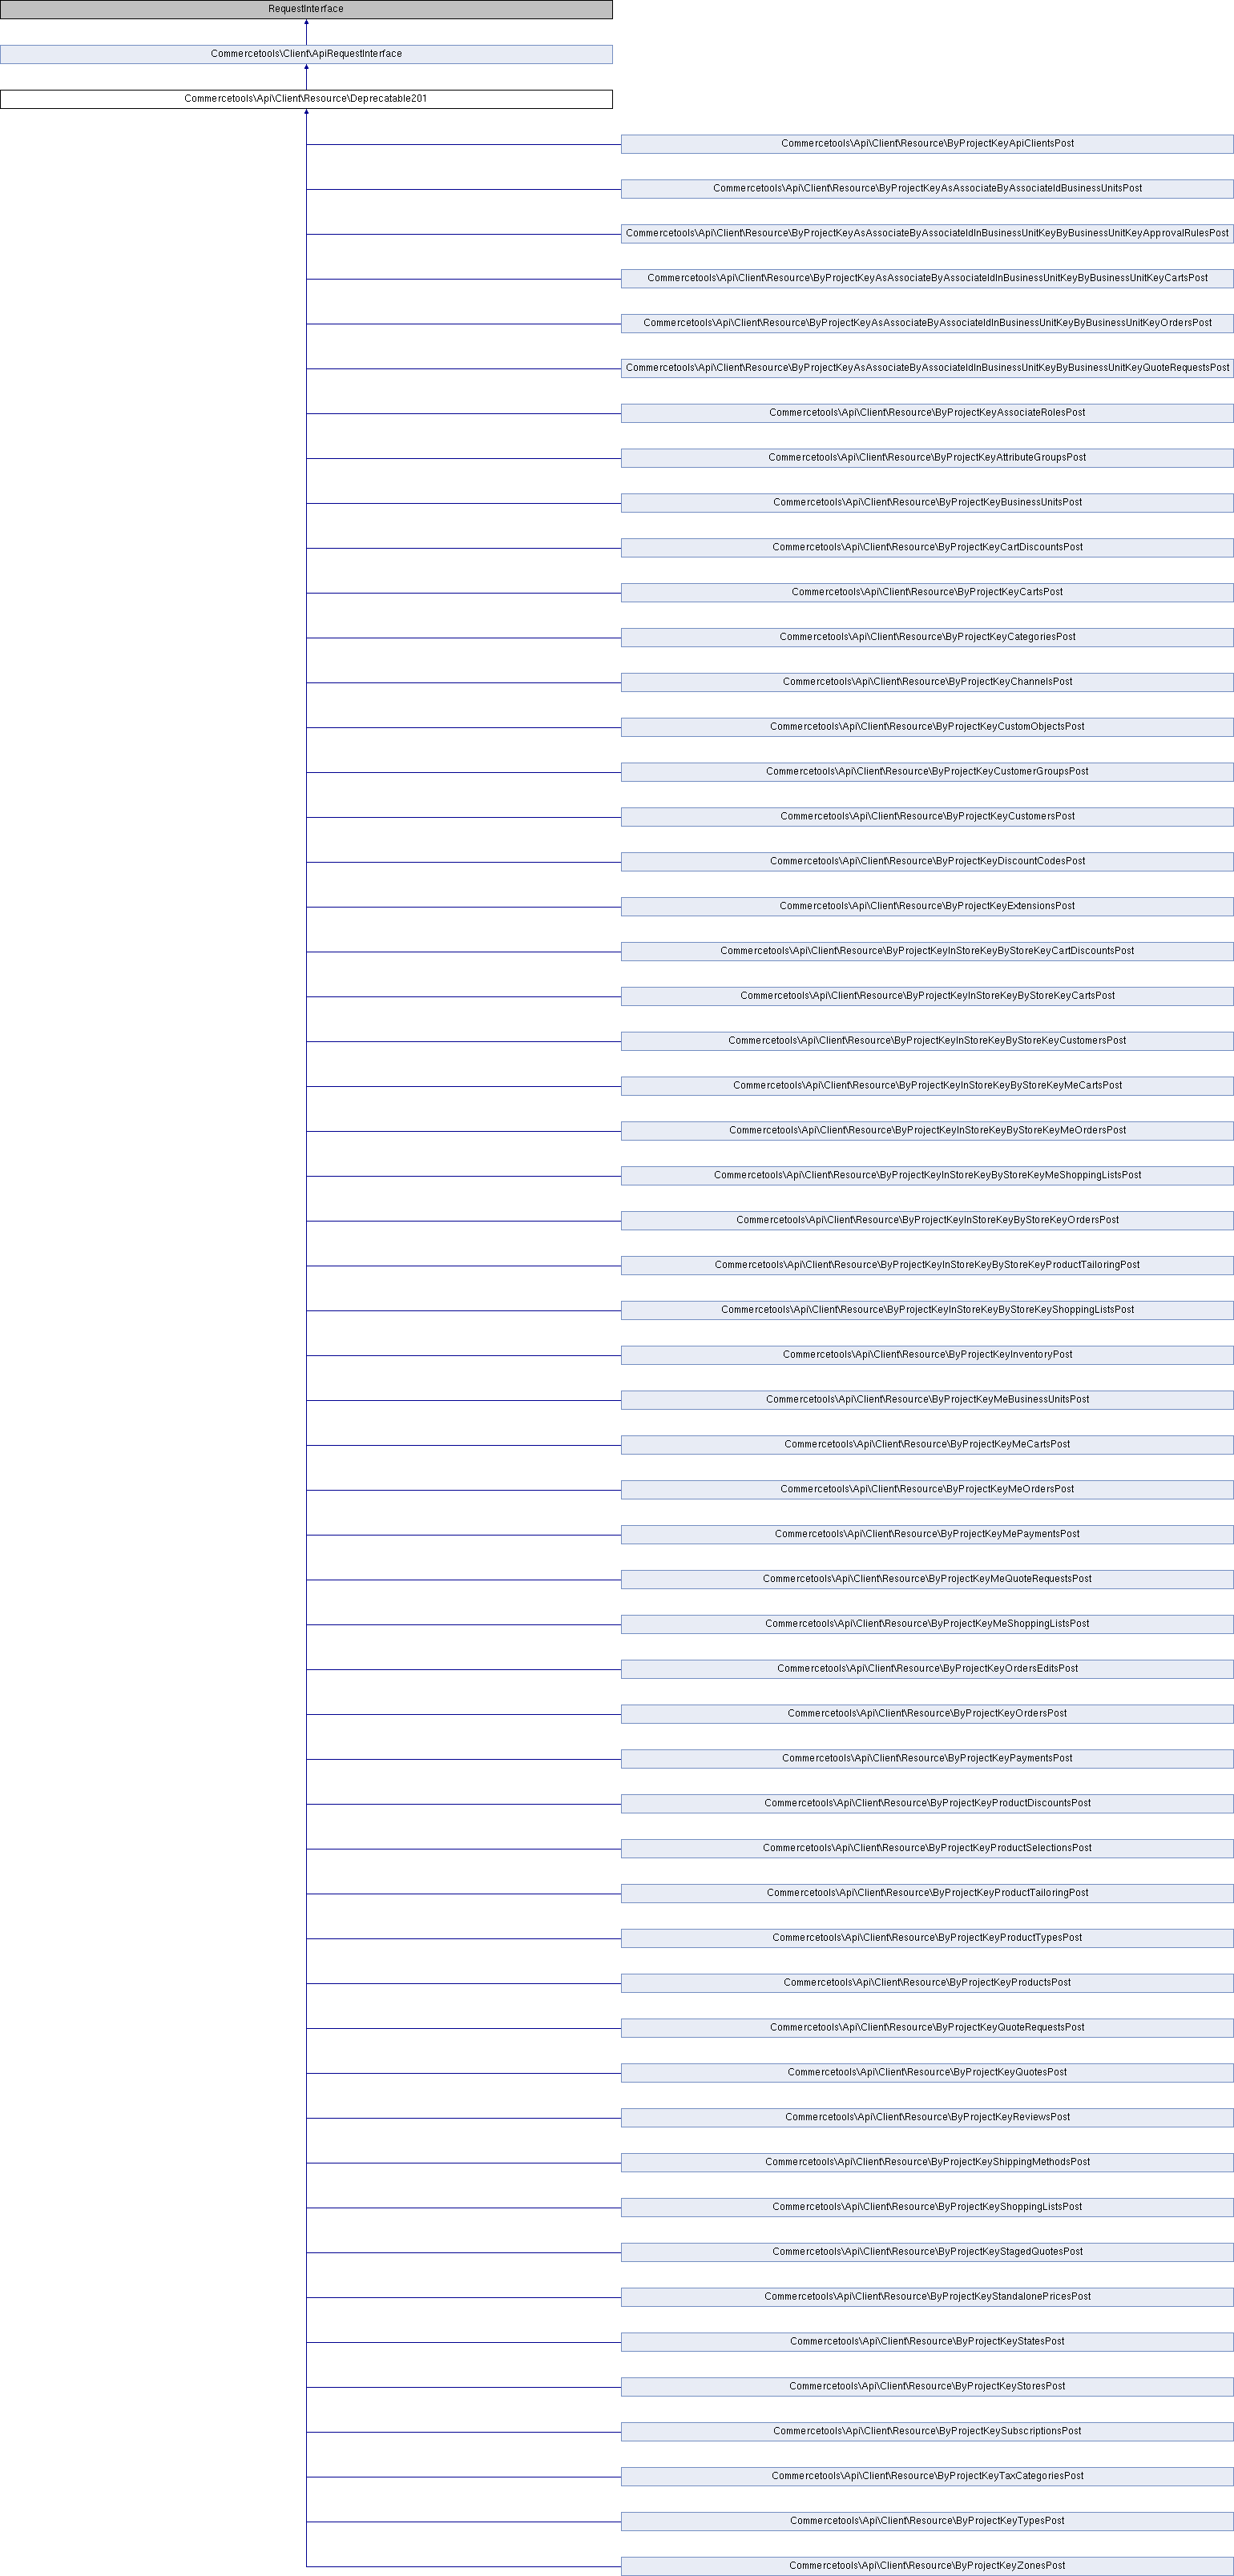 RequestInterface
Commercetools\Client\ApiRequestInterface
Commercetools\Api\Client\Resource\Deprecatable201
Commercetools\Api\Client\Resource\ByProjectKeyApiClientsPost
Commercetools\Api\Client\Resource\ByProjectKeyAsAssociateByAssociateIdBusinessUnitsPost
Commercetools\Api\Client\Resource\ByProjectKeyAsAssociateByAssociateIdInBusinessUnitKeyByBusinessUnitKeyApprovalRulesPost
Commercetools\Api\Client\Resource\ByProjectKeyAsAssociateByAssociateIdInBusinessUnitKeyByBusinessUnitKeyCartsPost
Commercetools\Api\Client\Resource\ByProjectKeyAsAssociateByAssociateIdInBusinessUnitKeyByBusinessUnitKeyOrdersPost
Commercetools\Api\Client\Resource\ByProjectKeyAsAssociateByAssociateIdInBusinessUnitKeyByBusinessUnitKeyQuoteRequestsPost
Commercetools\Api\Client\Resource\ByProjectKeyAssociateRolesPost
Commercetools\Api\Client\Resource\ByProjectKeyAttributeGroupsPost
Commercetools\Api\Client\Resource\ByProjectKeyBusinessUnitsPost
Commercetools\Api\Client\Resource\ByProjectKeyCartDiscountsPost
Commercetools\Api\Client\Resource\ByProjectKeyCartsPost
Commercetools\Api\Client\Resource\ByProjectKeyCategoriesPost
Commercetools\Api\Client\Resource\ByProjectKeyChannelsPost
Commercetools\Api\Client\Resource\ByProjectKeyCustomObjectsPost
Commercetools\Api\Client\Resource\ByProjectKeyCustomerGroupsPost
Commercetools\Api\Client\Resource\ByProjectKeyCustomersPost
Commercetools\Api\Client\Resource\ByProjectKeyDiscountCodesPost
Commercetools\Api\Client\Resource\ByProjectKeyExtensionsPost
Commercetools\Api\Client\Resource\ByProjectKeyInStoreKeyByStoreKeyCartDiscountsPost
Commercetools\Api\Client\Resource\ByProjectKeyInStoreKeyByStoreKeyCartsPost
Commercetools\Api\Client\Resource\ByProjectKeyInStoreKeyByStoreKeyCustomersPost
Commercetools\Api\Client\Resource\ByProjectKeyInStoreKeyByStoreKeyMeCartsPost
Commercetools\Api\Client\Resource\ByProjectKeyInStoreKeyByStoreKeyMeOrdersPost
Commercetools\Api\Client\Resource\ByProjectKeyInStoreKeyByStoreKeyMeShoppingListsPost
Commercetools\Api\Client\Resource\ByProjectKeyInStoreKeyByStoreKeyOrdersPost
Commercetools\Api\Client\Resource\ByProjectKeyInStoreKeyByStoreKeyProductTailoringPost
Commercetools\Api\Client\Resource\ByProjectKeyInStoreKeyByStoreKeyShoppingListsPost
Commercetools\Api\Client\Resource\ByProjectKeyInventoryPost
Commercetools\Api\Client\Resource\ByProjectKeyMeBusinessUnitsPost
Commercetools\Api\Client\Resource\ByProjectKeyMeCartsPost
Commercetools\Api\Client\Resource\ByProjectKeyMeOrdersPost
Commercetools\Api\Client\Resource\ByProjectKeyMePaymentsPost
Commercetools\Api\Client\Resource\ByProjectKeyMeQuoteRequestsPost
Commercetools\Api\Client\Resource\ByProjectKeyMeShoppingListsPost
Commercetools\Api\Client\Resource\ByProjectKeyOrdersEditsPost
Commercetools\Api\Client\Resource\ByProjectKeyOrdersPost
Commercetools\Api\Client\Resource\ByProjectKeyPaymentsPost
Commercetools\Api\Client\Resource\ByProjectKeyProductDiscountsPost
Commercetools\Api\Client\Resource\ByProjectKeyProductSelectionsPost
Commercetools\Api\Client\Resource\ByProjectKeyProductTailoringPost
Commercetools\Api\Client\Resource\ByProjectKeyProductTypesPost
Commercetools\Api\Client\Resource\ByProjectKeyProductsPost
Commercetools\Api\Client\Resource\ByProjectKeyQuoteRequestsPost
Commercetools\Api\Client\Resource\ByProjectKeyQuotesPost
Commercetools\Api\Client\Resource\ByProjectKeyReviewsPost
Commercetools\Api\Client\Resource\ByProjectKeyShippingMethodsPost
Commercetools\Api\Client\Resource\ByProjectKeyShoppingListsPost
Commercetools\Api\Client\Resource\ByProjectKeyStagedQuotesPost
Commercetools\Api\Client\Resource\ByProjectKeyStandalonePricesPost
Commercetools\Api\Client\Resource\ByProjectKeyStatesPost
Commercetools\Api\Client\Resource\ByProjectKeyStoresPost
Commercetools\Api\Client\Resource\ByProjectKeySubscriptionsPost
Commercetools\Api\Client\Resource\ByProjectKeyTaxCategoriesPost
Commercetools\Api\Client\Resource\ByProjectKeyTypesPost
Commercetools\Api\Client\Resource\ByProjectKeyZonesPost